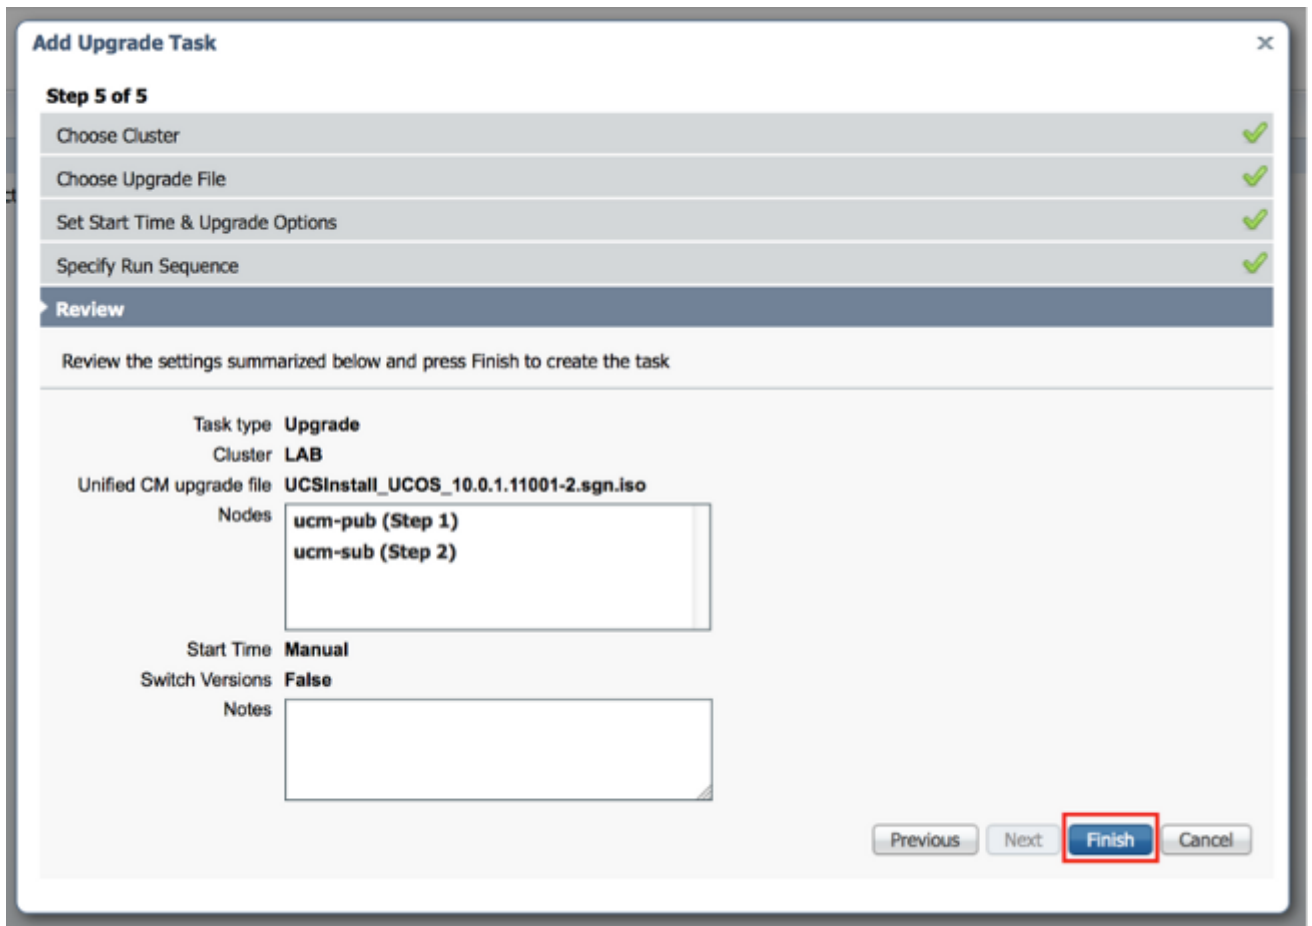 Add Upgrade Task
Step 5 of 5
Choose Cluster
Choose Upgrade File
Set Start Time & Upgrade Options
Specify Run Sequence
Review
Review the settings summarized below and press Finish to create the task
Task type Upgrade
Cluster LAB
Unified CM upgrade file UCSInstall_UCOS_10.0.1.11001-2.sgn.iso
Nodes
ucm-pub (Step 1)
ucm-sub (Step 2)
Start Time Manual
Switch Versions False
Notes
Previous Next Finish Cancel